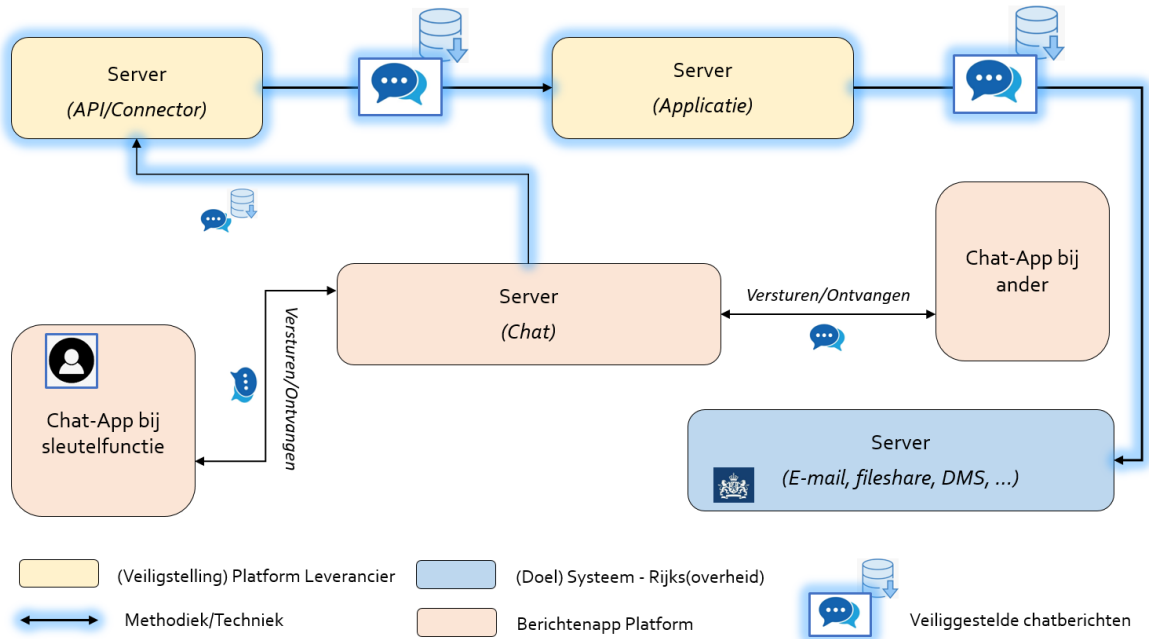 Server
(API/Connector)
Server
(Applicatie)
Server
(Chat)
Versturen/Ontvangen
Chat-App bij
ander
Versturen/Ontvangen
Chat-App bij
sleutelfunctie
Server
(E-mail, fileshare, DMS, ...)
(Veiligstelling) Platform Leverancier
(Doel) Systeem - Rijks(overheid)
Methodiek/Techniek
Berichtenapp Platform
Veiliggestelde chatberichten